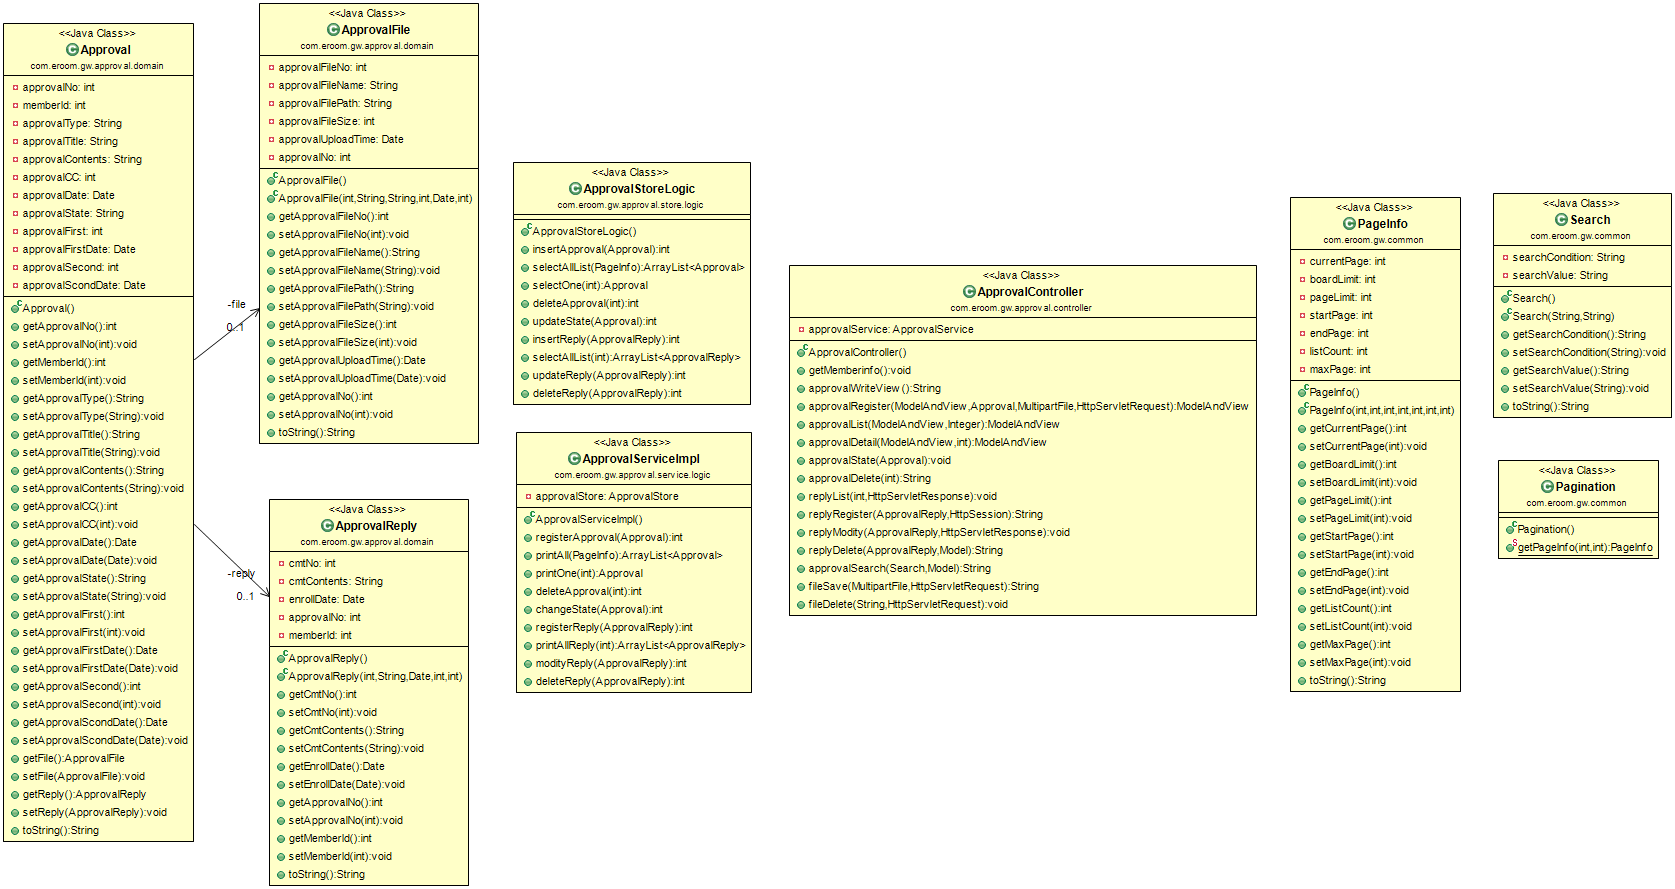 <<Java Class>>
Approval
com.eroom.gw.approval.domain
approvalNo: int
memberId: int
approvalType: String
approvalTitle: String
approvalContents: String
approvalCC: int
approvalDate: Date
approvalState: String
approvalFirst: int
approvalFirstDate: Date
approvalSecond: int
approvalScondDate: Date
Approval()
getApprovalNo():int
setApprovalNo(int):void
getMemberId():int
setMemberId(int):void
getApprovalType():String
setApprovalType(String):void
getApprovalTitle():String
setApprovalTitle(String):void
getApprovalContents():String
setApprovalContents(String):void
getApprovalCC():int
setApprovalCC(int):void
getApprovalDate():Date
setApprovalDate(Date):void
getApprovalState():String
setApprovalState(String):void
getApprovalFirst():int
setApprovalFirst(int):void
getApprovalFirstDate():Date
setApprovalFirstDate(Date):void
getApprovalSecond():int
setApprovalSecond(int):void
getApprovalScondDate():Date
setApprovalScondDate(Date):void
getFile():ApprovalFile
setFile(ApprovalFile):void
getReply():ApprovalReply
setReply(ApprovalReply):void
toString():String
-file
0..1
-reply
0..1
<<Java Class>>
ApprovalFile
com.eroom.gw.approval.domain
approvalFileNo: int
approvalFileName: String
approvalFilePath: String
approvalFileSize: int
approvalUploadTime: Date
approvalNo: int
ApprovalFile()
ApprovalFile(int,String,String,int,Date,int)
getApprovalFileNo():int
setApprovalFileNo(int):void
getApprovalFileName():String
setApprovalFileName(String):void
getApprovalFilePath():String
setApprovalFilePath(String):void
getApprovalFileSize():int
setApprovalFileSize(int):void
getApprovalUploadTime():Date
setApprovalUploadTime(Date):void
getApprovalNo():int
setApprovalNo(int):void
toString():String
<<Java Class>>
ApprovalReply
com.eroom.gw.approval.domain
cmtNo: int
cmtContents: String
enrollDate: Date
approvalNo: int
memberId: int
ApprovalReply()
ApprovalReply(int,String,Date,int,int)
getCmtNo():int
setCmtNo(int):void
getCmtContents():String
setCmtContents(String):void
getEnrollDate():Date
setEnrollDate(Date):void
getApprovalNo():int
setApprovalNo(int):void
getMemberId():int
setMemberId(int):void
toString():String
<<Java Class>>
ApprovalStoreLogic
com.eroom.gw.approval.store.logic
ApprovalStoreLogic()
insertApproval(Approval):int
selectAllList(PageInfo):ArrayList<Approval>
selectOne(int):Approval
deleteApproval(int):int
updateState(Approval):int
insertReply(ApprovalReply):int
selectAllList(int):ArrayList<ApprovalReply>
updateReply(ApprovalReply):int
deleteReply(ApprovalReply):int
<<Java Class>>
ApprovalServiceImpl
com.eroom.gw.approval.service.logic
approvalStore: ApprovalStore
ApprovalServiceImpl()
registerApproval(Approval):int
printAll(PageInfo):ArrayList<Approval>
printOne(int):Approval
deleteApproval(int):int
changeState(Approval):int
registerReply(ApprovalReply):int
printAllReply(int):ArrayList<ApprovalReply>
modityReply(ApprovalReply):int
deleteReply(ApprovalReply):int
<<Java Class>>
ApprovalController
com.eroom.gw.approval.controller
approvalService: ApprovalService
ApprovalController()
getMemberinfo():void
approvalWriteView():String
approvalRegister(ModelAndView,Approval,MultipartFile,HttpServletRequest):ModelAndView
approvalList(ModelAndView,Integer):ModelAndView
approvalDetail(ModelAndView,int):ModelAndView
approvalState(Approval):void
approvalDelete(int):String
replyList(int,HttpServletResponse):void
replyRegister(ApprovalReply,HttpSession):String
replyModity(ApprovalReply,HttpServletResponse):void
replyDelete(ApprovalReply,Model):String
approvalSearch(Search,Model):String
fileSave(MultipartFile,HttpServletRequest):String
fileDelete(String,HttpServletRequest):void
<<Java Class>>
PageInfo
com.eroom.gw.common
currentPage: int
boardLimit: int
pageLimit: int
startPage: int
endPage: int
listCount: int
maxPage: int
PageInfo()
PageInfo(int,int,int,int,int,int,int)
getCurrentPage():int
setCurrentPage(int):void
getBoardLimit():int
setBoardLimit(int):void
getPageLimit():int
setPageLimit(int):void
getStartPage():int
setStartPage(int):void
getEndPage():int
setEndPage(int):void
getListCount():int
setListCount(int):void
getMaxPage():int
setMaxPage(int):void
toString():String
<<Java Class>>
Search
com.eroom.gw.common
searchCondition: String
searchValue: String
Search()
Search(String,String)
getSearchCondition():String
setSearchCondition(String):void
getSearchValue():String
setSearchValue(String):void
toString():String
<<Java Class>>
Pagination
com.eroom.gw.common
Pagination()
getPageInfo(int,int):PageInfo